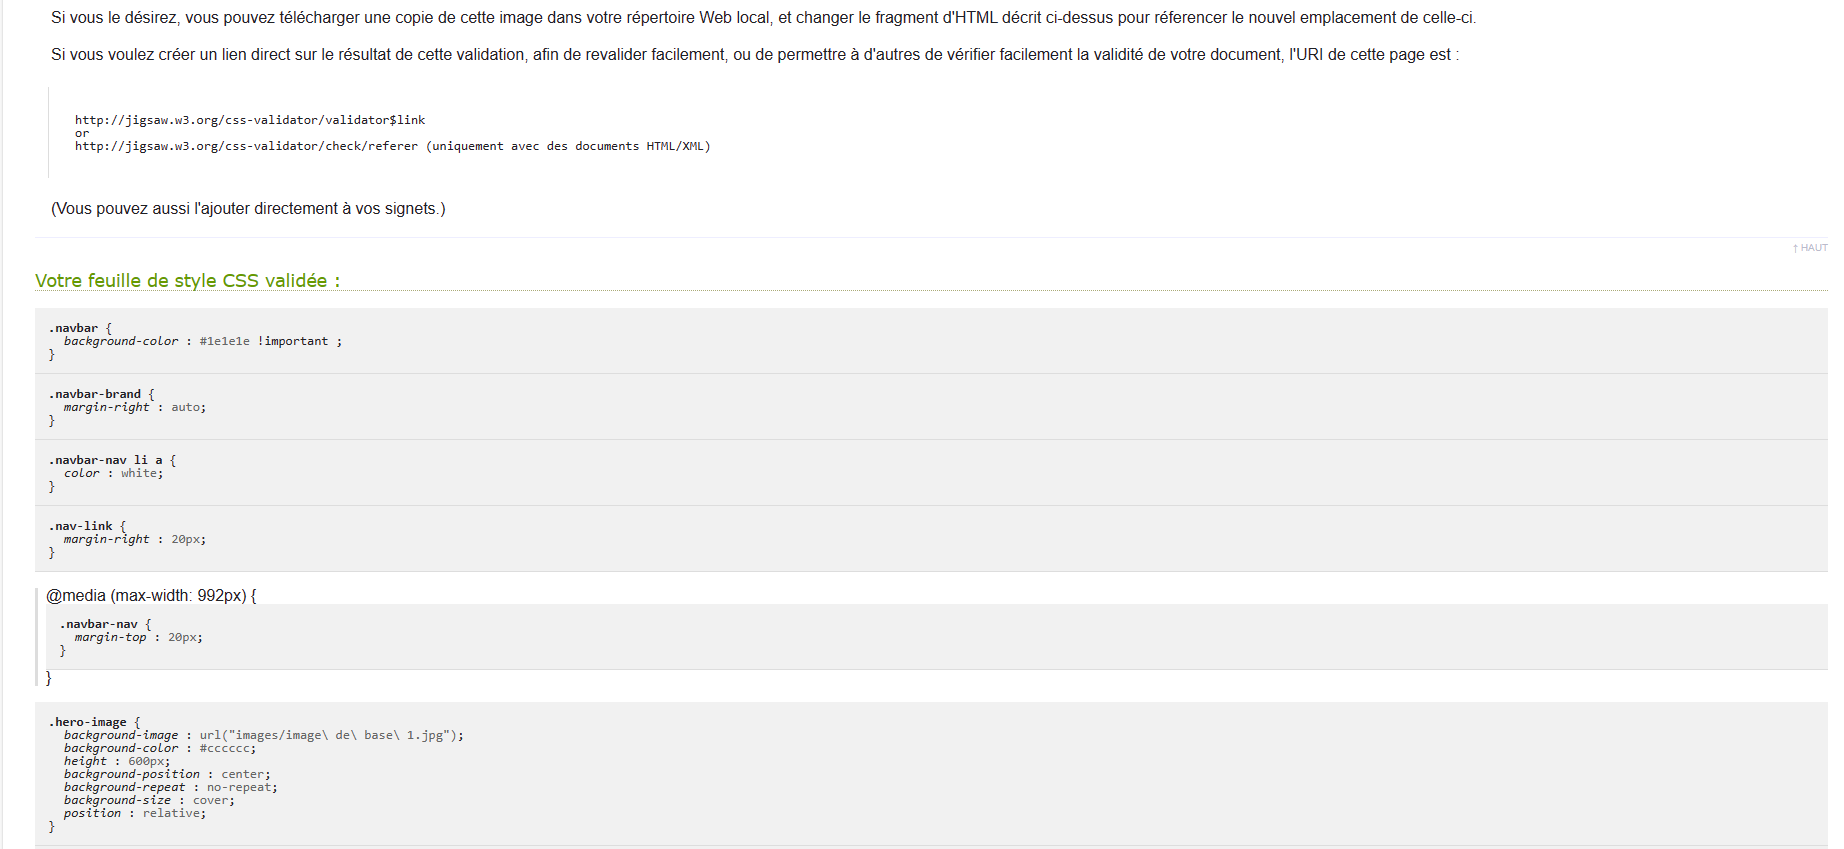 Si vous le désirez, vous pouvez télécharger une copie de cette image dans votre répertoire Web local, et changer le fragment d'HTML décrit ci-dessus pour réferencer le nouvel emplacement de celle-ci.
Si vous voulez créer un lien direct sur le résultat de cette validation, afin de revalider facilement, ou de permettre à d'autres de vérifier facilement la validité de votre document, l'URI de cette page est :
http://jigsaw.w3.org/css-validator/validator$link
or
http://jigsaw.w3.org/css-validator/check/referer (uniquement avec des documents HTML/XML)
(Vous pouvez aussi l'ajouter directement à vos signets.)
↑ HAUT
Votre feuille de style CSS validée :
.navbar {
background-color : #1e1e1e !important ;
}
.navbar-brand {
margin-right : auto;
}
.navbar-nav li a {
color : white;
}
.nav-link {
margin-right : 20px;
}
@media (max-width: 992px) {
.navbar-nav {
margin-top : 20px;
}
}
.hero-image {
background-image : url("images/image\ de\ base\ 1.jpg");
background-color : #cccccc;
height : 600px;
background-position : center;
background-repeat : no-repeat;
background-size : cover;
position : relative;
}